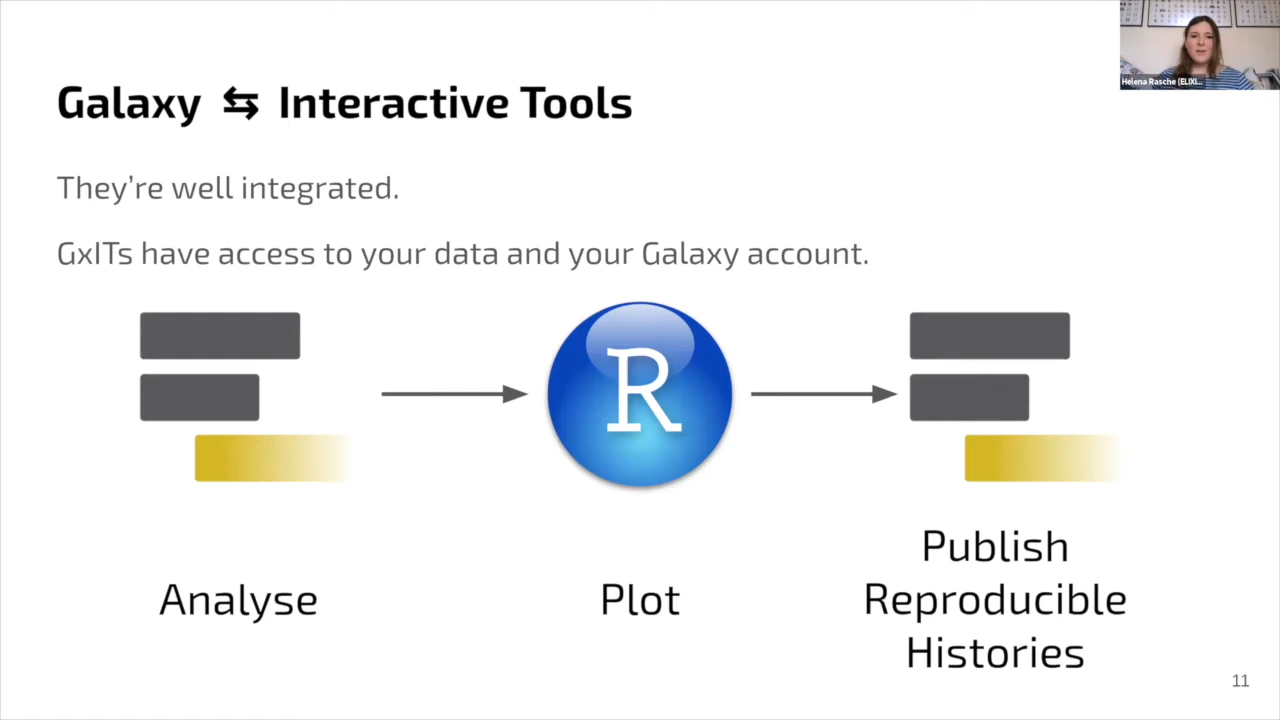 Galaxy ⇆ Interactive Tools
Helena Rasche (ELIXI...
They’re well integrated.
GxITs have access to your data and your Galaxy account.
R
Analyse
Plot
Publish
Reproducible
Histories
11